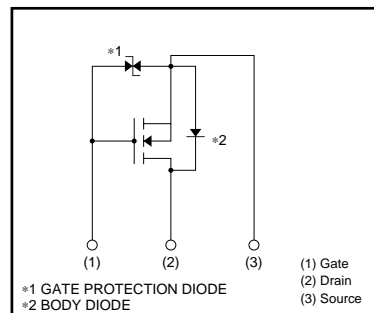 *1
*2
(1) (2) (3)
*1 GATE PROTECTION DIODE
*2 BODY DIODE
(1) Gate
(2) Drain
(3) Source